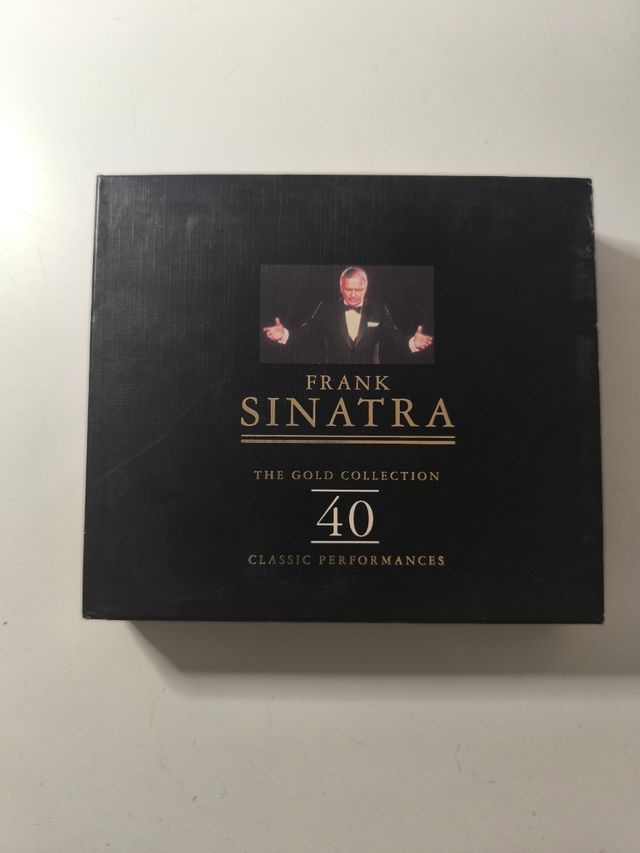 FRANK
SINATRA
THE GOLD COLLECTION
40
CLASSIC PERFORMANCES